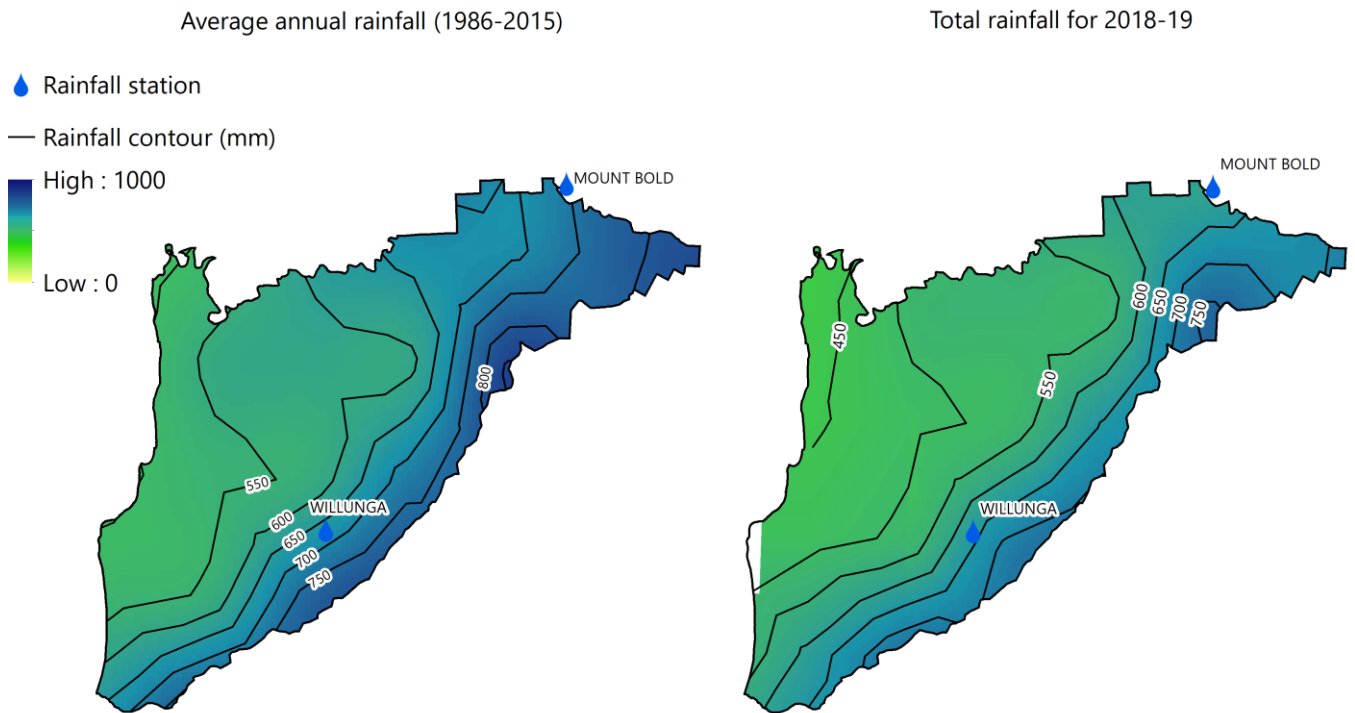 Average annual rainfall (1986-2015)
Total rainfall for 2018-19
Rainfall station
Rainfall contour (mm)
High : 1000
Low : 0
MOUNT BOLD
800
550
WILLUNGA
600
650
700
750
MOUNT BOLD
450
600
650
700
750
550
WILLUNGA